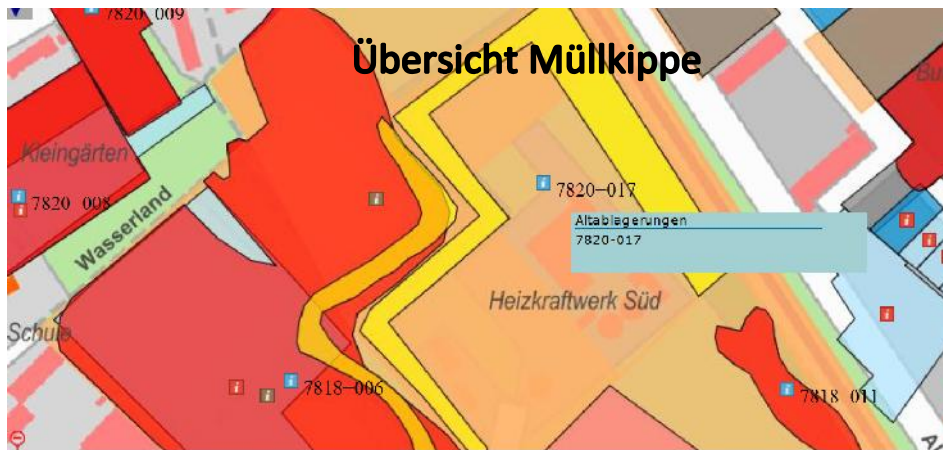 7820 009
Übersicht Müllkippe
Kleingärten
7820 008
Wasserland
7820-017
Altablagerungen
7820-017
Heizkraftwerk Süd
Schule
7818-006
7818 011